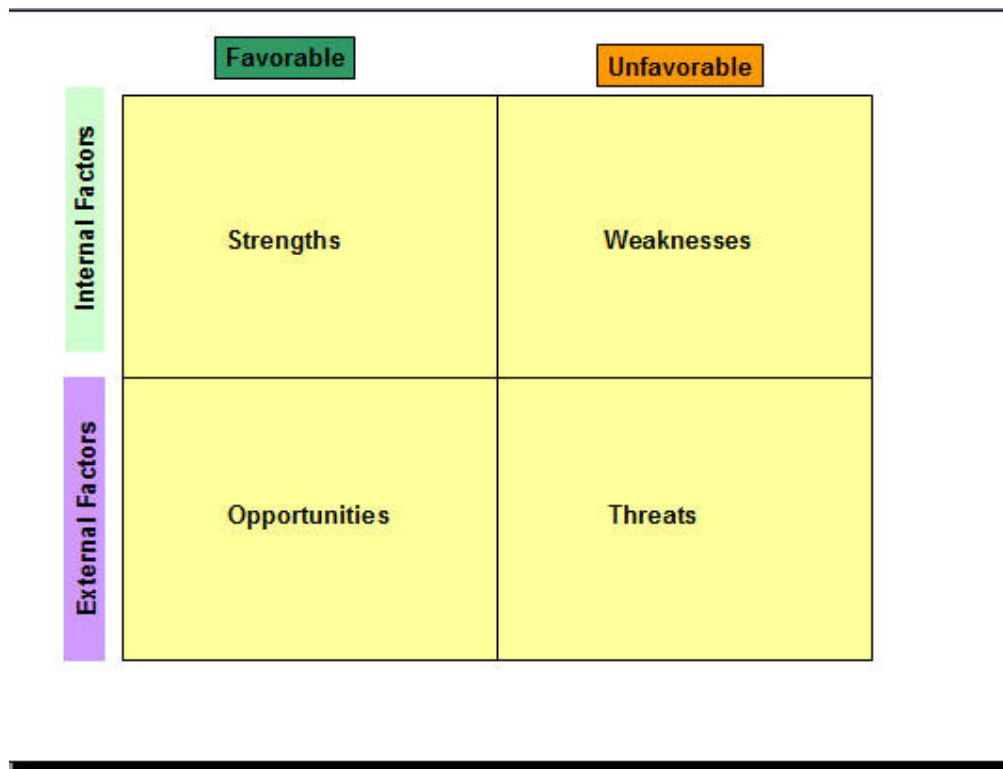 Favorable
Unfavorable
Internal Factors
Strengths
Weaknesses
External Factors
Opportunities
Threats